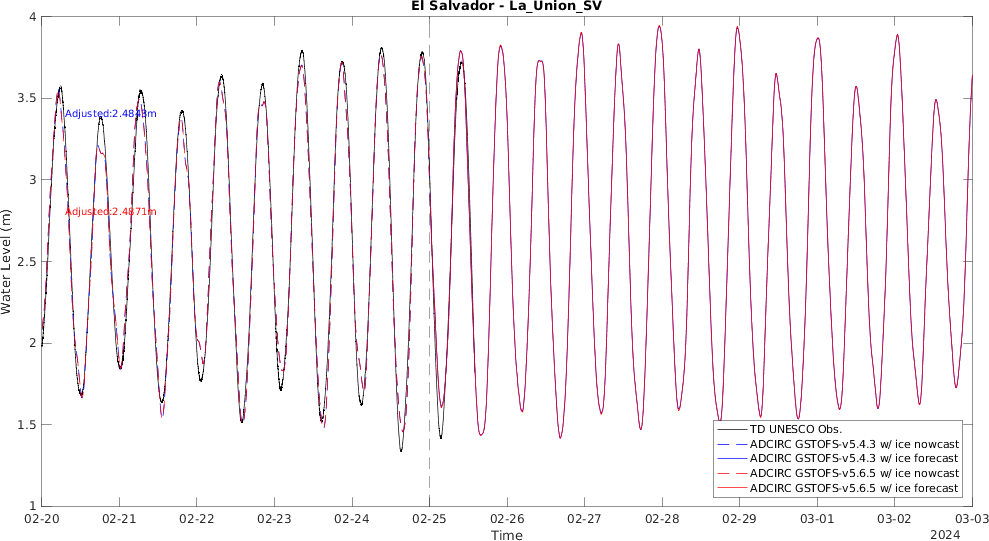 El Salvador - La_Union_SV
4
3.5
3
2.5
2
1.5
1
Water Level (m)
Adjusted:2.4843m
Adjusted:2.4871m
TD UNESCO Obs.
ADCIRC GSTOFS-v5.4.3 w/ ice nowcast
ADCIRC GSTOFS-v5.4.3 w/ ice forecast
ADCIRC GSTOFS-v5.6.5 w/ ice nowcast
ADCIRC GSTOFS-v5.6.5 w/ ice forecast
02-20 02-21 02-22 02-23 02-24 02-25 02-26 02-27 02-28 02-29 03-01 03-02 03-03
Time
2024